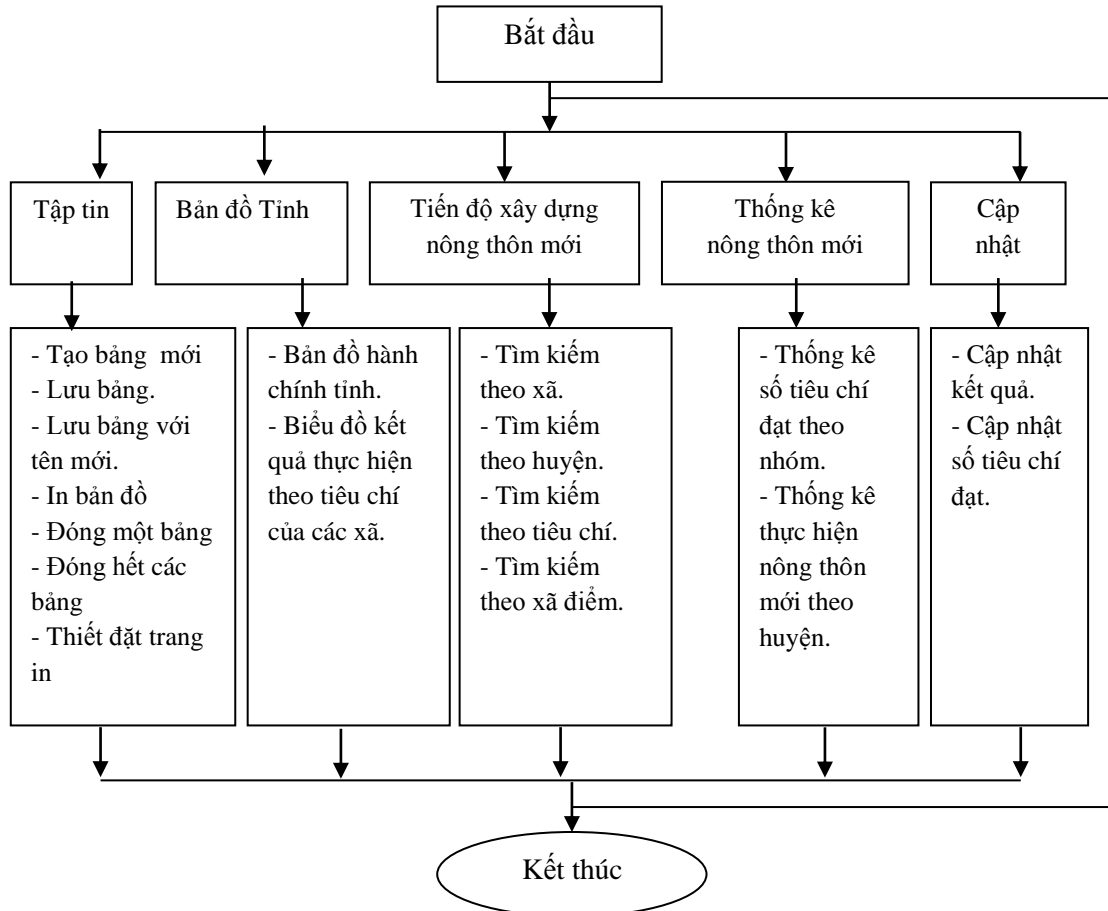 Bắt đầu
Tập tin
Bản đồ Tỉnh
Tiến độ xây dựng
nông thôn mới
Thống kê
nông thôn mới
Cập
nhật
- Tạo bảng mới
- Lưu bảng.
- Lưu bảng với
tên mới.
- In bản đồ
- Đóng một bảng
- Đóng hết các
bảng
- Thiết đặt trang
in
- Bản đồ hành
chính tỉnh.
- Biểu đồ kết
quả thực hiện
theo tiêu chí
của các xã.
- Tìm kiếm
theo xã.
- Tìm kiếm
theo huyện.
- Tìm kiếm
theo tiêu chí.
- Tìm kiếm
theo xã điểm.
- Thống kê
số tiêu chí
đạt theo
nhóm.
- Thống kê
thực hiện
nông thôn
mới theo
huyện.
- Cập nhật
kết quả.
- Cập nhật
số tiêu chí
đạt.
Kết thúc